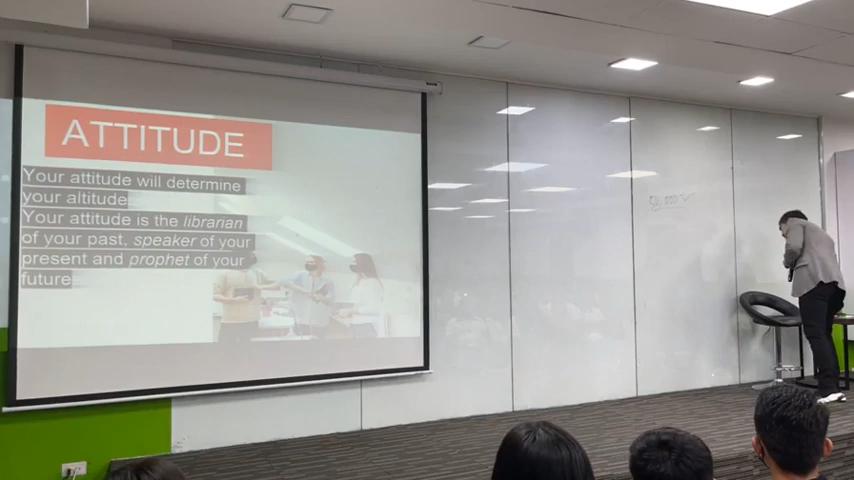 ATTITUDE
Your attitude will determine
your altitude
Your attitude is the librarian
of your past, speaker of your
present and prophet of your
future